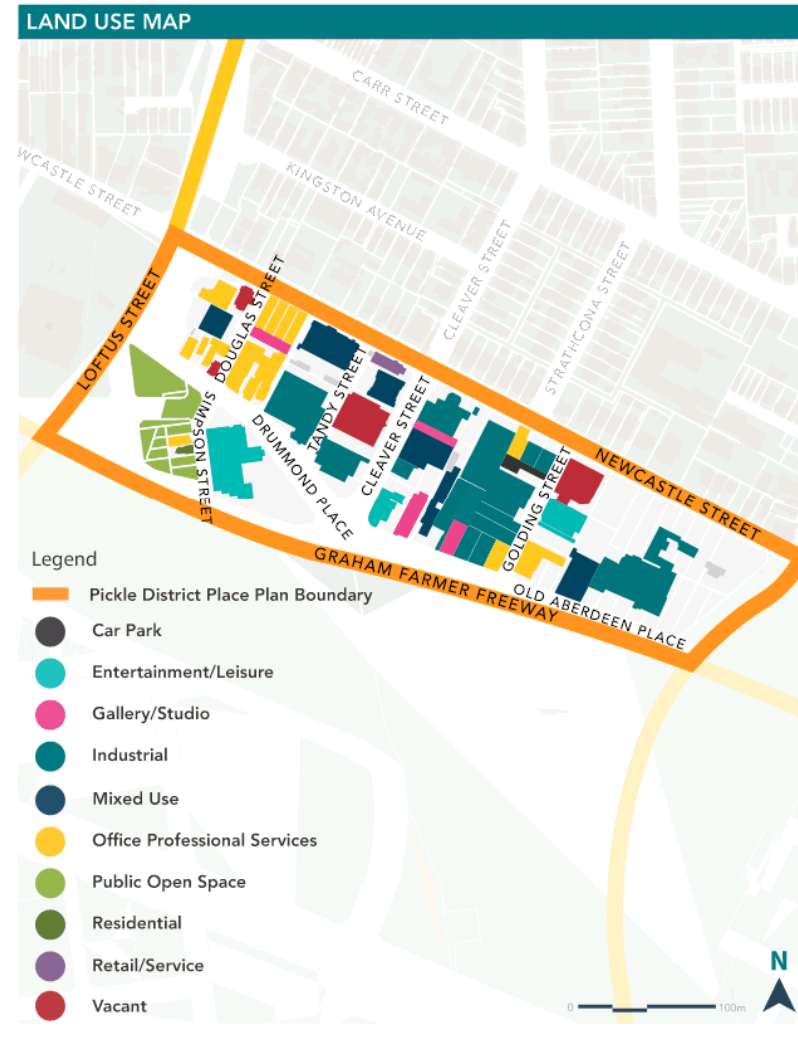 LAND USE MAP
CARR STREET
WCASTLE STREET
KINGSTON AVENUE
CLEAVER STREET
STRATHCONA STREET
LOFTUS STREET
DOUGLAS STREET
SIMPSON STREET
DRUMMOND PLACE
TANDY STREET
CLEAVER STREET
GOLDING STREET
NEWCASTLE STREET
GRAHAM FARMER FREEWAY
OLD ABERDEEN PLACE
Legend
Pickle District Place Plan Boundary
Car Park
Entertainment/Leisure
Gallery/Studio
Industrial
Mixed Use
Office Professional Services
Public Open Space
Residential
Retail/Service
Vacant
N
0 100m